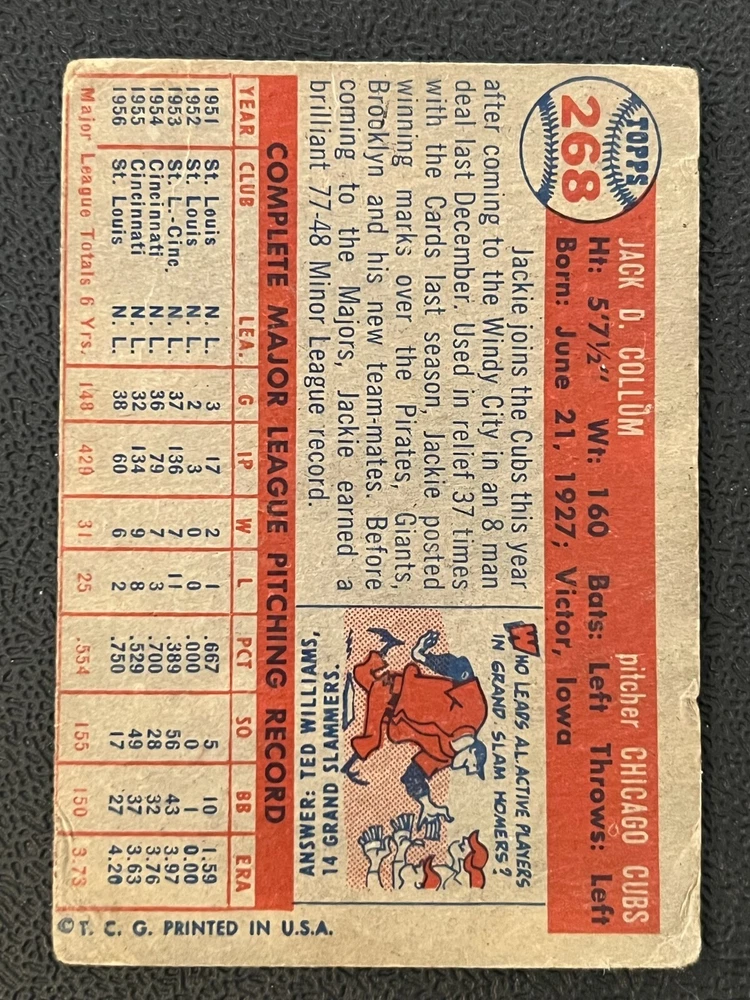 TOPPS
268
JACK D. COLLUM pitcher CHICAGO CUBS
Ht: 5'7½" Wt: 160 Bats: Left Throws: Left
Born: June 21, 1927; Victor, Iowa
Jackie joins the Cubs this year
after coming to the Windy City in an 8 man
deal last December. Used in relief 37 times
with the Cards last season, Jackie posted
winning marks over the Pirates, Giants,
Brooklyn and his new team-mates. Before
coming to the Majors, Jackie earned a
brilliant 77-48 Minor League record.
WHO LEADS ALL ACTIVE PLAYERS
IN GRAND SLAM HOMERS?
ANSWER: TED WILLIAMS,
14 GRAND SLAMMERS.
COMPLETE MAJOR LEAGUE PITCHING RECORD
YEAR CLUB LEA. G IP W L PCT SO BB ERA
1951 St. Louis N. L. 3 17 2 1 .667 5 10 1.59
1952 St. Louis N. L. 2 3 0 0 .000 0 1 0.00
1953 St. L.-Cinc. N. L. 37 136 7 11 .389 56 43 3.97
1954 Cincinnati N. L. 36 79 7 3 .700 28 32 3.76
1955 Cincinnati N. L. 32 134 9 8 .529 49 37 3.63
1956 St. Louis N. L. 38 60 6 2 .750 17 27 4.20
Major League Totals 6 Yrs. 148 429 31 25 .554 155 150 3.73
©T. C. G. PRINTED IN U.S.A.